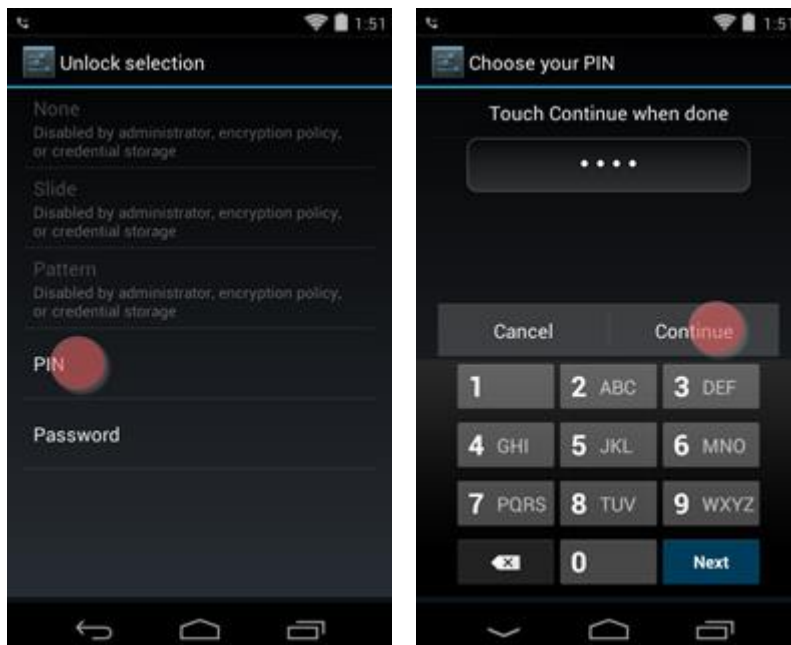 1:51
Unlock selection
None
Disabled by administrator, encryption policy,
or credential storage
Slide
Disabled by administrator, encryption policy,
or credential storage
Pattern
Disabled by administrator, encryption policy,
or credential storage
PIN
Password
1:51
Choose your PIN
Touch Continue when done
••••
Cancel Continue
1 2 ABC 3 DEF
4 GHI 5 JKL 6 MNO
7 PQRS 8 TUV 9 WXYZ
0 Next